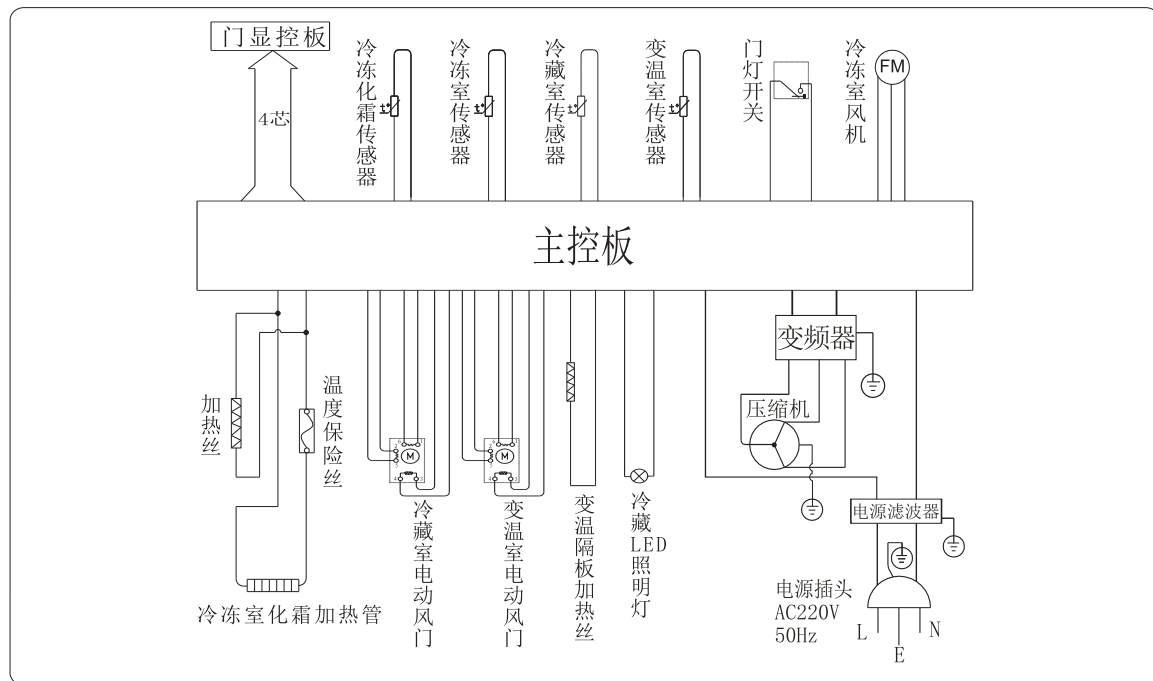 门显控板
4芯
冷冻化霜传感器
冷冻室传感器
冷藏室传感器
变温室传感器
门灯开关
冷冻室风机
FM
主控板
变频器
压缩机
加热丝
温度保险丝
M
M
冷藏室电动风门
变温室电动风门
变温隔板加热丝
冷藏LED照明灯
电源滤波器
冷冻室化霜加热管
电源插头
AC220V
50Hz
L
E
N